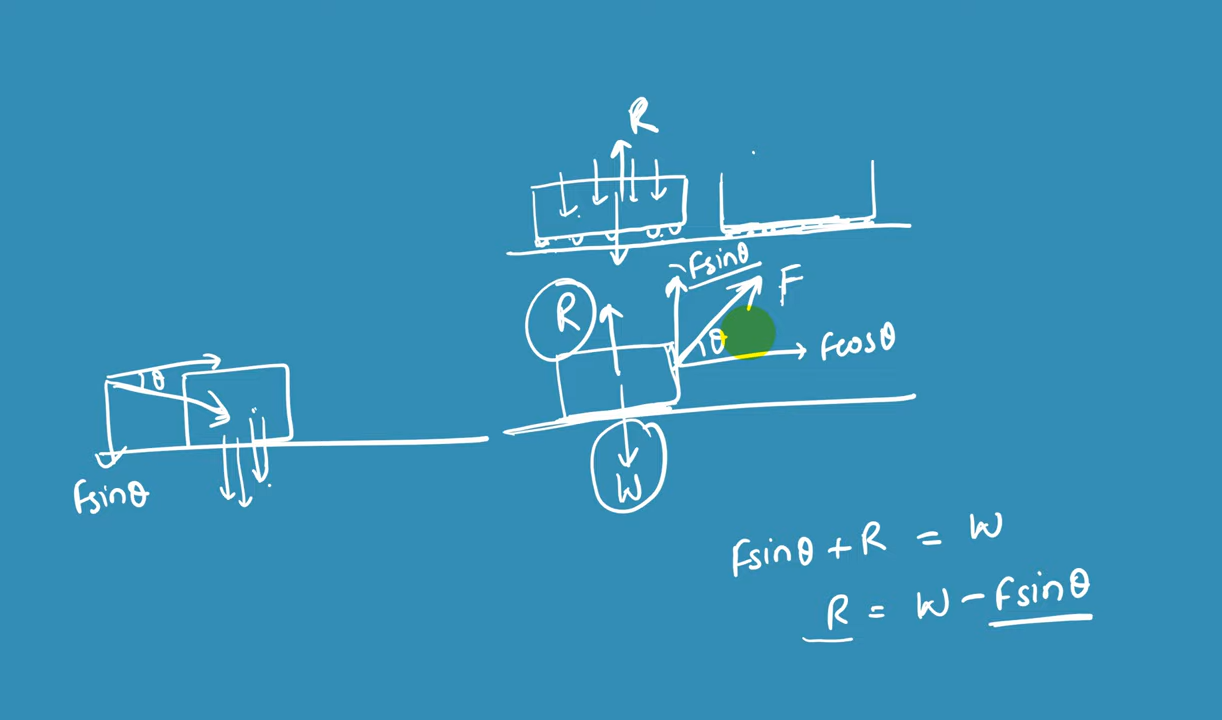 R
Fsinθ
F
R
θ
Fcosθ
θ
W
Fsinθ
Fsinθ + R = W
R = W - Fsinθ